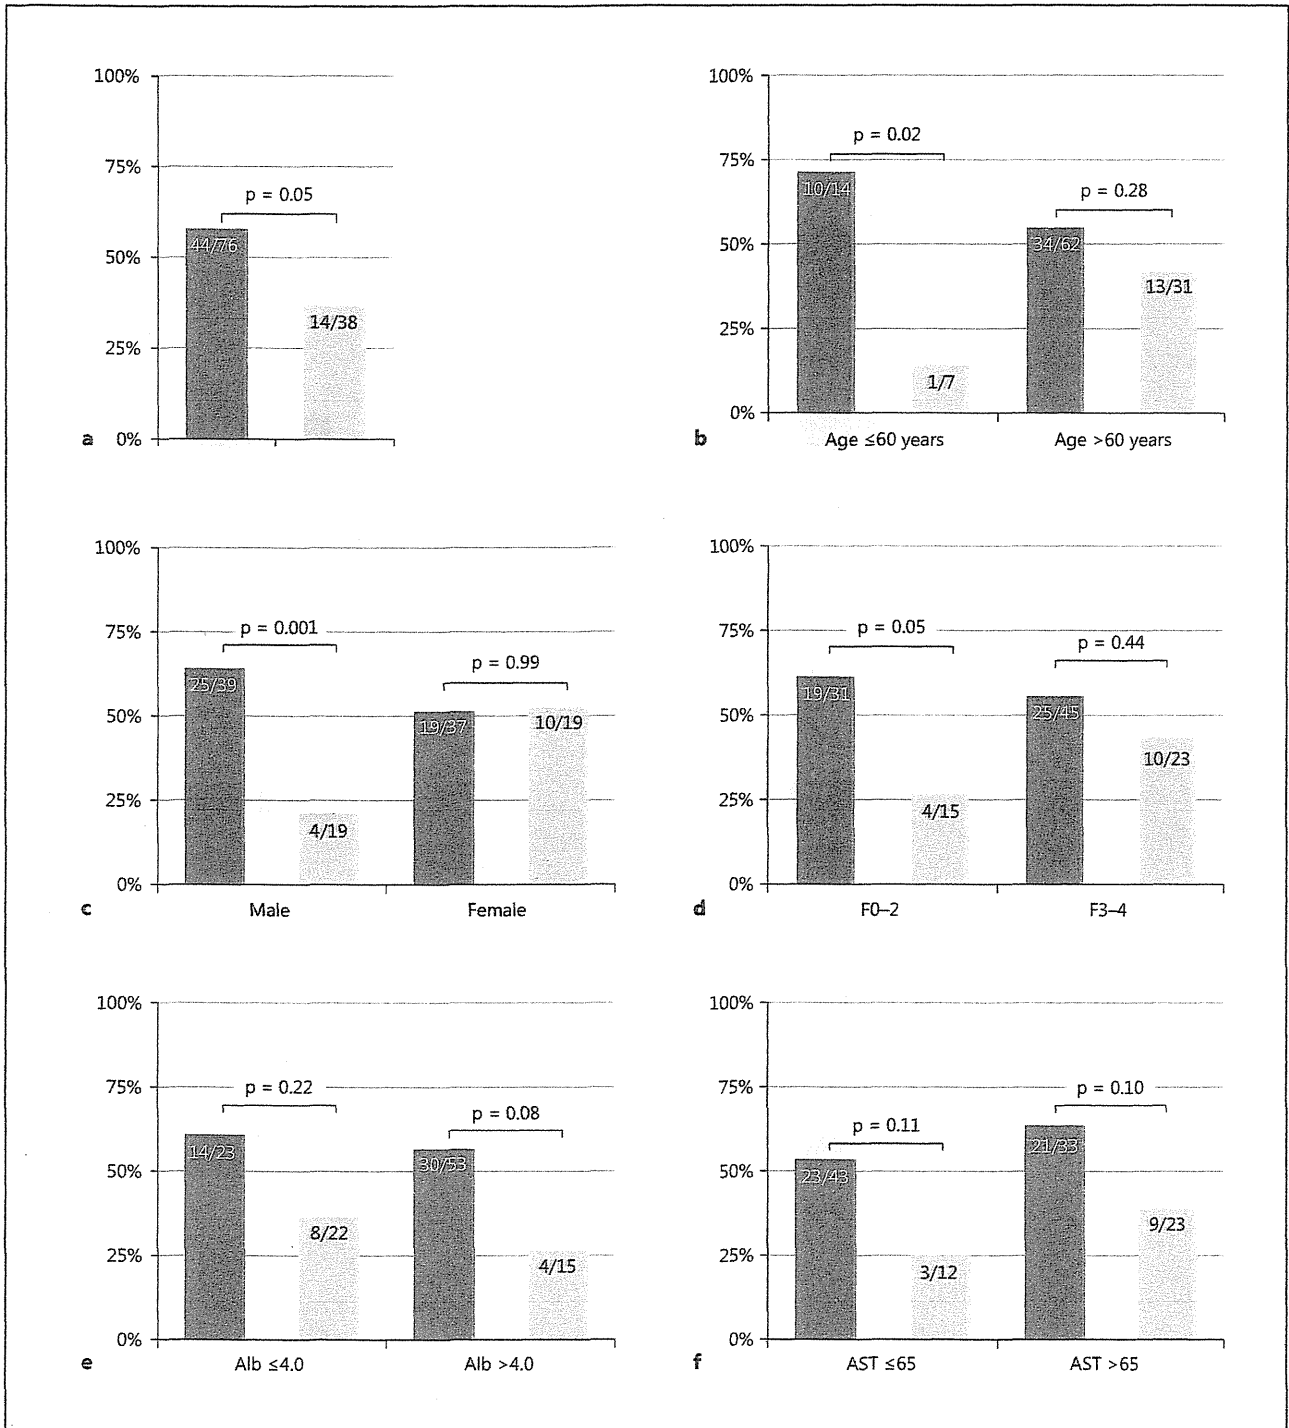 100%
75%
50%
25%
0%
p = 0.05
44/76
14/38
a
100%
75%
50%
25%
0%
p = 0.02
10/14
1/7
p = 0.28
34/62
13/31
b
Age ≤60 years
Age >60 years
100%
75%
50%
25%
0%
p = 0.001
25/39
4/19
p = 0.99
19/37
10/19
c
Male
Female
100%
75%
50%
25%
0%
p = 0.05
19/31
4/15
p = 0.44
25/45
10/23
d
F0–2
F3–4
100%
75%
50%
25%
0%
p = 0.22
14/23
8/22
p = 0.08
30/53
4/15
e
Alb ≤4.0
Alb >4.0
100%
75%
50%
25%
0%
p = 0.11
23/43
3/12
p = 0.10
21/33
9/23
f
AST ≤65
AST >65